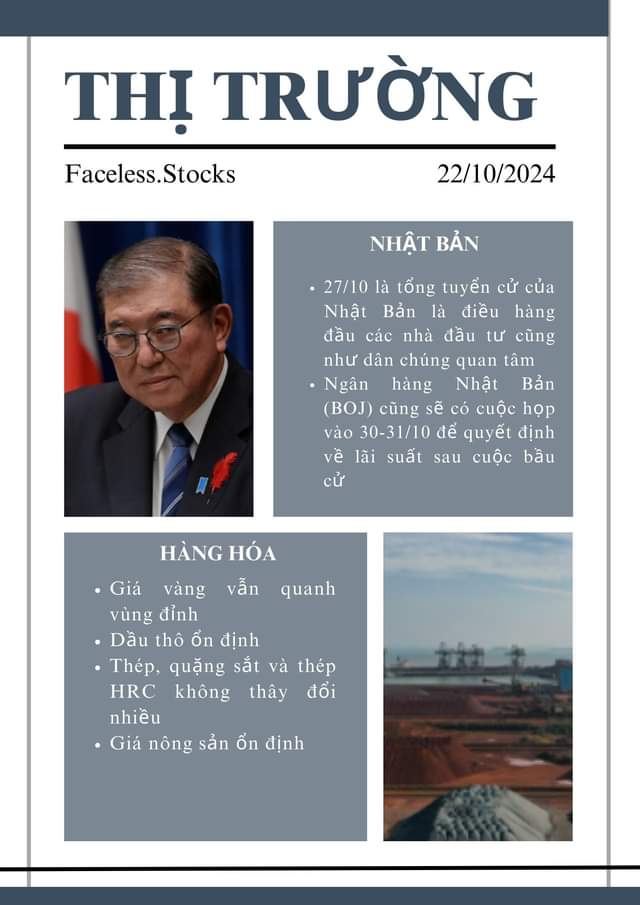 THỊ TRƯỜNG
Faceless.Stocks
22/10/2024
NHẬT BẢN
• 27/10 là tổng tuyển cử của
Nhật Bản là điều hàng
đầu các nhà đầu tư cũng
như dân chúng quan tâm
• Ngân hàng Nhật Bản
(BOJ) cũng sẽ có cuộc họp
vào 30-31/10 để quyết định
về lãi suất sau cuộc bầu
cử
HÀNG HÓA
• Giá vàng vẫn quanh
vùng đỉnh
• Dầu thô ổn định
• Thép, quặng sắt và thép
HRC không thây đổi
nhiều
• Giá nông sản ổn định